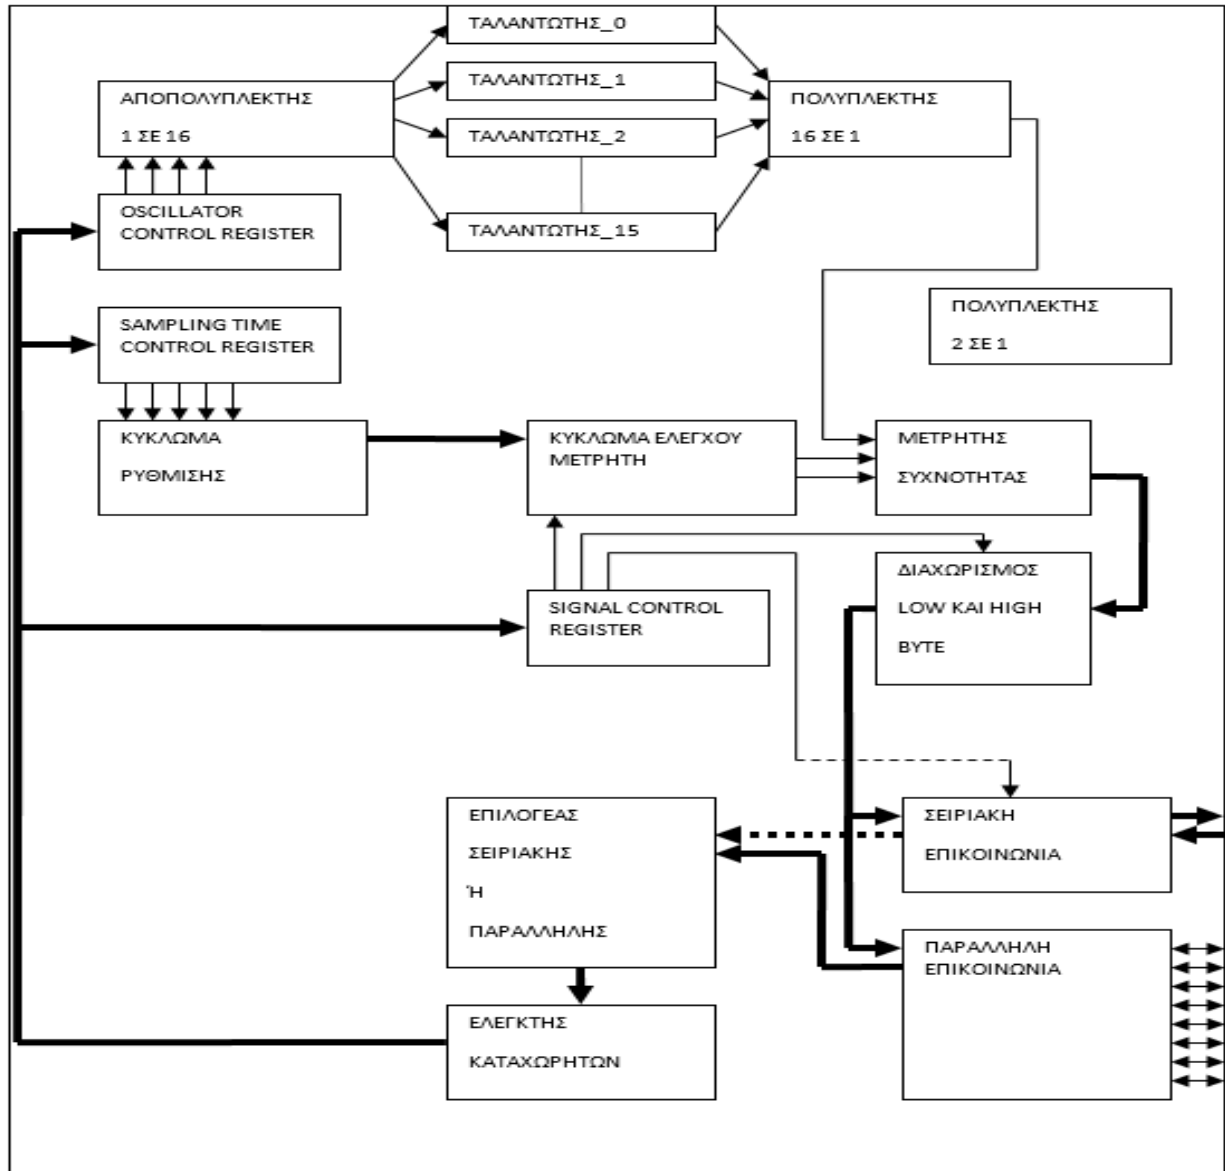 ΤΑΛΑΝΤΩΤΗΣ_0
ΤΑΛΑΝΤΩΤΗΣ_1
ΑΠΟΠΟΛΥΠΛΕΚΤΗΣ
1 ΣΕ 16
ΠΟΛΥΠΛΕΚΤΗΣ
16 ΣΕ 1
ΤΑΛΑΝΤΩΤΗΣ_2
OSCILLATOR
CONTROL REGISTER
ΤΑΛΑΝΤΩΤΗΣ_15
SAMPLING TIME
CONTROL REGISTER
ΠΟΛΥΠΛΕΚΤΗΣ
2 ΣΕ 1
ΚΥΚΛΩΜΑ
ΡΥΘΜΙΣΗΣ
ΚΥΚΛΩΜΑ ΕΛΕΓΧΟΥ
ΜΕΤΡΗΤΗ
ΜΕΤΡΗΤΗΣ
ΣΥΧΝΟΤΗΤΑΣ
SIGNAL CONTROL
REGISTER
ΔΙΑΧΩΡΙΣΜΟΣ
LOW ΚΑΙ HIGH
BYTE
ΕΠΙΛΟΓΕΑΣ
ΣΕΙΡΙΑΚΗΣ
Ή
ΠΑΡΑΛΛΗΛΗΣ
ΣΕΙΡΙΑΚΗ
ΕΠΙΚΟΙΝΩΝΙΑ
ΠΑΡΑΛΛΗΛΗ
ΕΠΙΚΟΙΝΩΝΙΑ
ΕΛΕΓΚΤΗΣ
ΚΑΤΑΧΩΡΗΤΩΝ